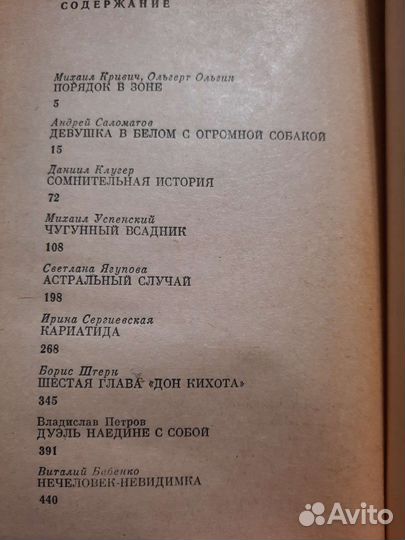 СОДЕРЖАНИЕ
Михаил Кривич, Ольгерт Ольгин
ПОРЯДОК В ЗОНЕ
5
Андрей Саломатов
ДЕВУШКА В БЕЛОМ С ОГРОМНОЙ СОБАКОЙ
15
Даниил Клугер
СОМНИТЕЛЬНАЯ ИСТОРИЯ
72
Михаил Успенский
ЧУГУННЫЙ ВСАДНИК
108
Светлана Ягупова
АСТРАЛЬНЫЙ СЛУЧАЙ
198
Ирина Сергиевская
КАРИАТИДА
268
Борис Штерн
ШЕСТАЯ ГЛАВА «ДОН КИХОТА»
345
Владислав Петров
ДУЭЛЬ НАЕДИНЕ С СОБОЙ
391
Виталий Бабенко
НЕЧЕЛОВЕК-НЕВИДИМКА
440
Avito